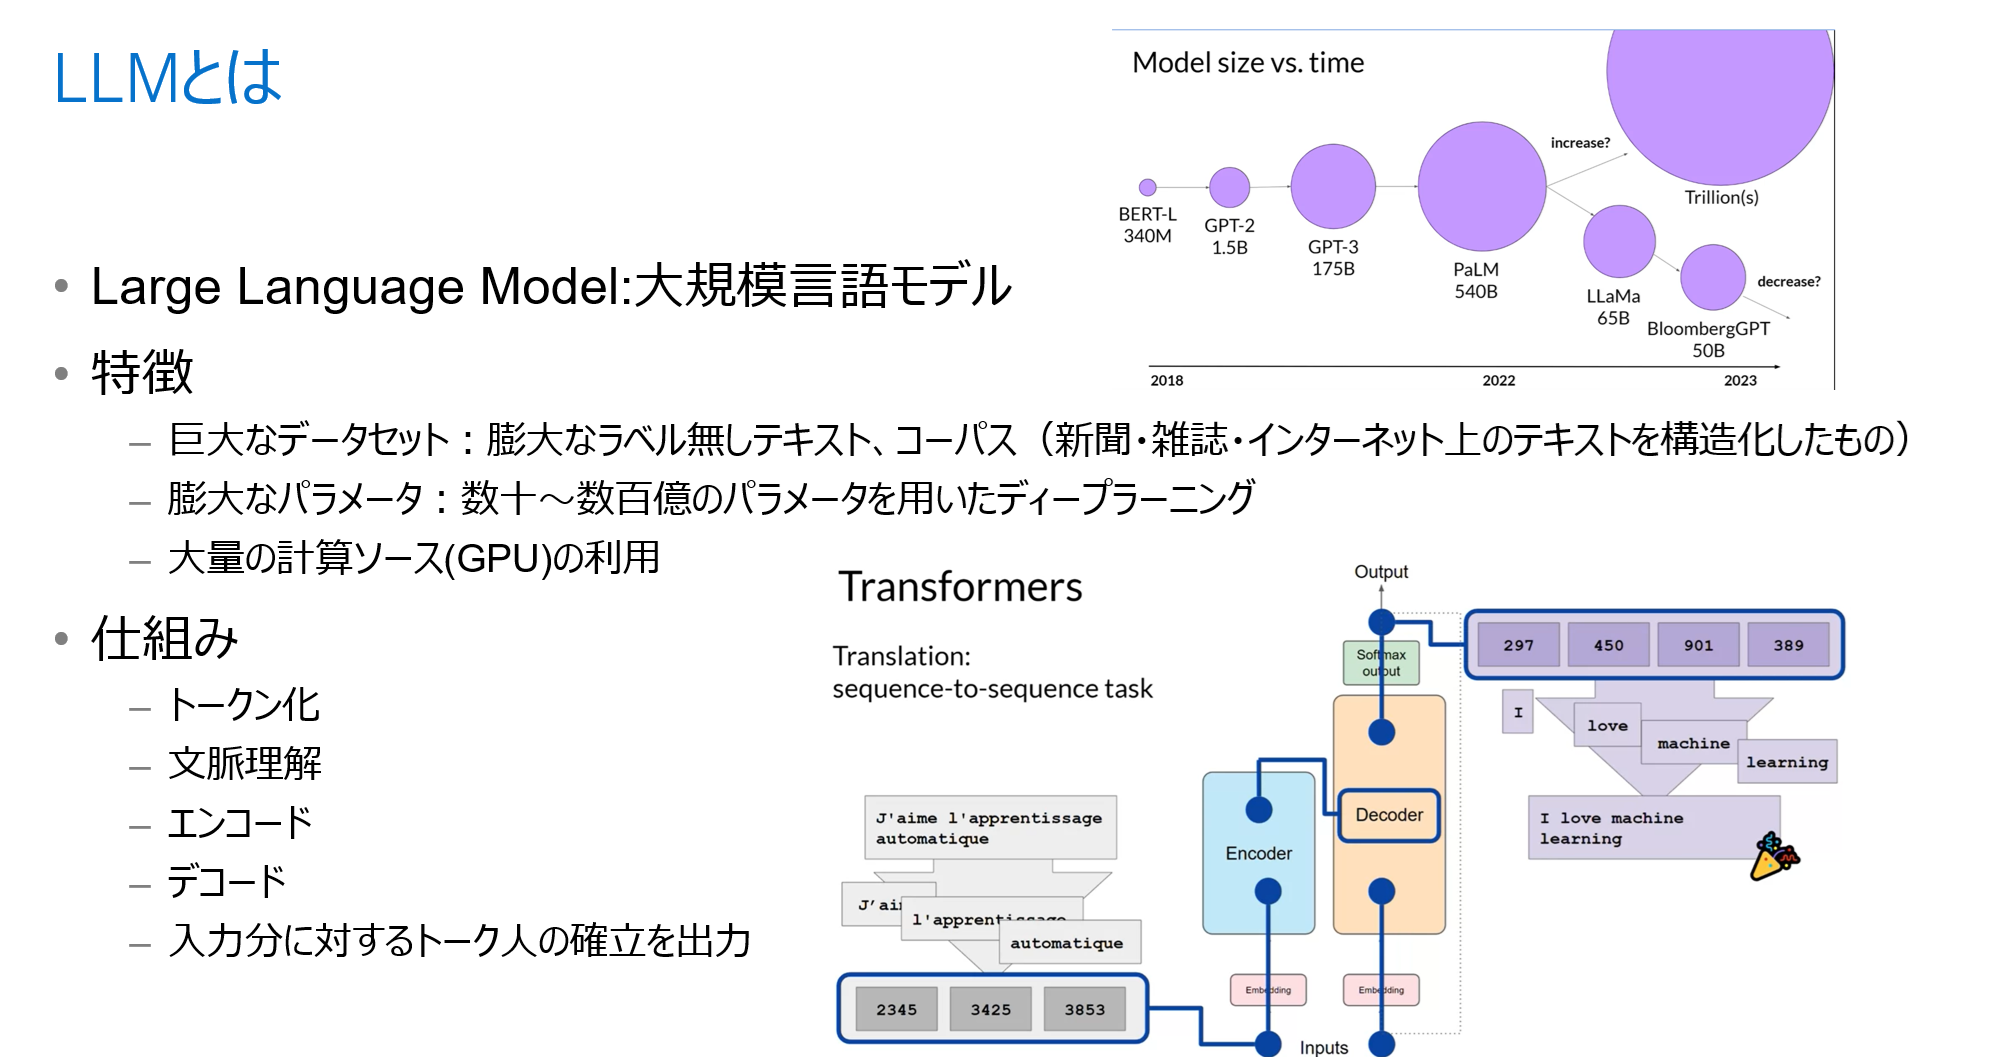 LLMとは
Model size vs. time
increase?
Trillion(s)
BERT-L
340M
GPT-2
1.5B
GPT-3
175B
PaLM
540B
LLaMa
65B
BloombergGPT
50B
decrease?
2018
2022
2023
• Large Language Model:大規模言語モデル
• 特徴
– 巨大なデータセット：膨大なラベル無しテキスト、コーパス（新聞・雑誌・インターネット上のテキストを構造化したもの）
– 膨大なパラメータ：数十～数百億のパラメータを用いたディープラーニング
– 大量の計算ソース(GPU)の利用
• 仕組み
– トークン化
– 文脈理解
– エンコード
– デコード
– 入力分に対するトーク人の確立を出力
Transformers
Translation:
sequence-to-sequence task
J'aime l'apprentissage
automatique
J'ai
l'apprentissage
automatique
2345 3425 3853
Output
Softmax
output
Decoder
Encoder
Embedding
Embedding
Inputs
297 450 901 389
I
love
machine
learning
I love machine
learning